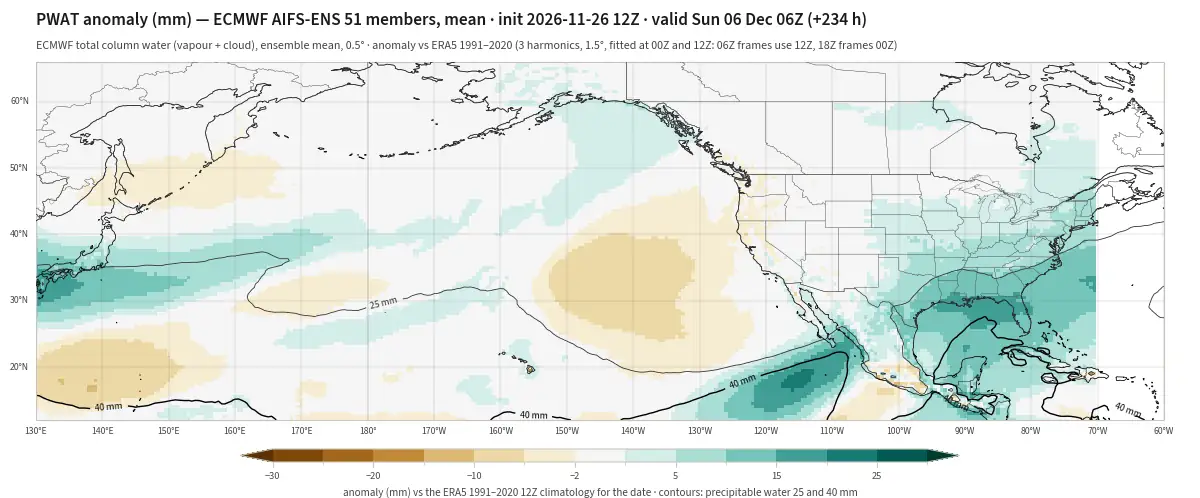 PWAT anomaly (mm) — ECMWF AIFS-ENS 51 members, mean · init 2026-11-26 12Z · valid Sun 06 Dec 06Z (+234 h)
ECMWF total column water (vapour + cloud), ensemble mean, 0.5° · anomaly vs ERA5 1991–2020 (3 harmonics, 1.5°, fitted at 00Z and 12Z: 06Z frames use 12Z, 18Z frames 00Z)
60°N
50°N
40°N
30°N
20°N
25 mm
40 mm
40 mm
40 mm
40 mm
40 mm
130°E 140°E 150°E 160°E 170°E 180° 170°W 160°W 150°W 140°W 130°W 120°W 110°W 100°W 90°W 80°W 70°W 60°W
−30 −20 −10 −2 5 15 25
anomaly (mm) vs the ERA5 1991–2020 12Z climatology for the date · contours: precipitable water 25 and 40 mm